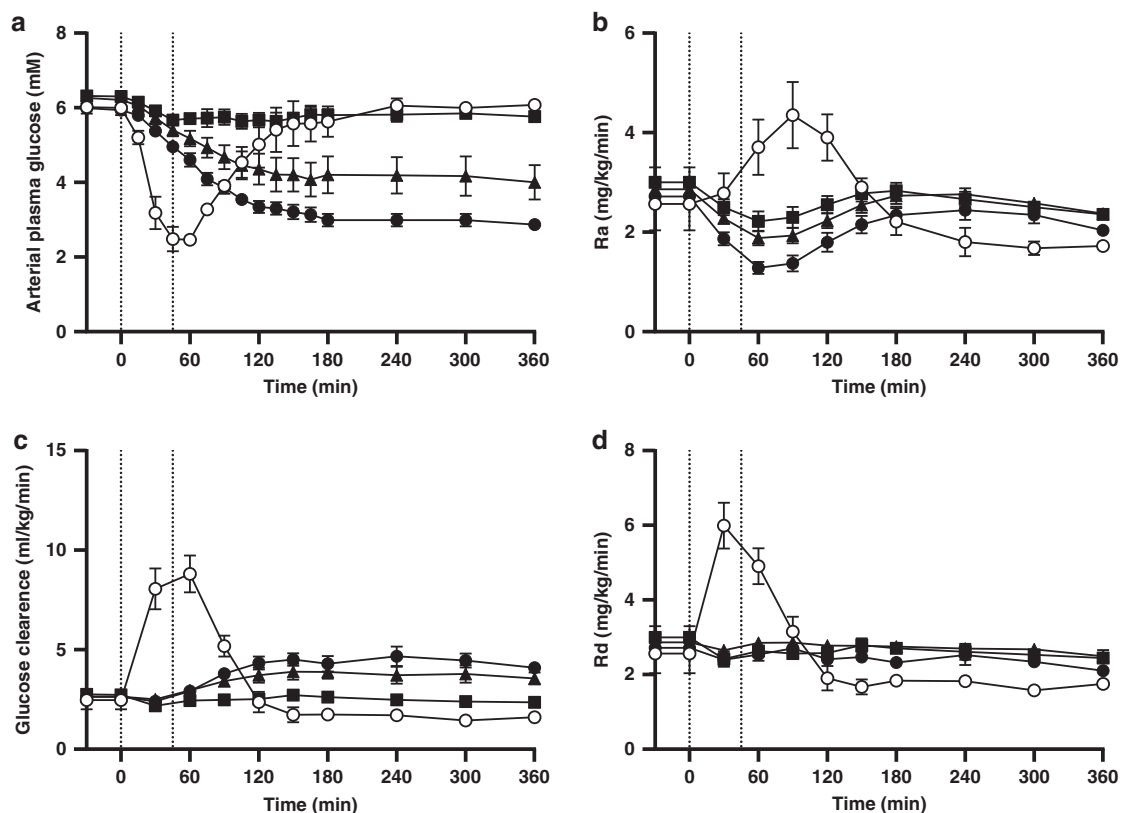 a
Arterial plasma glucose (mM)
8
6
4
2
0
0 60 120 180 240 300 360
Time (min)
b
Ra (mg/kg/min)
6
4
2
0
0 60 120 180 240 300 360
Time (min)
c
Glucose clearence (ml/kg/min)
15
10
5
0
0 60 120 180 240 300 360
Time (min)
d
Rd (mg/kg/min)
8
6
4
2
0
0 60 120 180 240 300 360
Time (min)